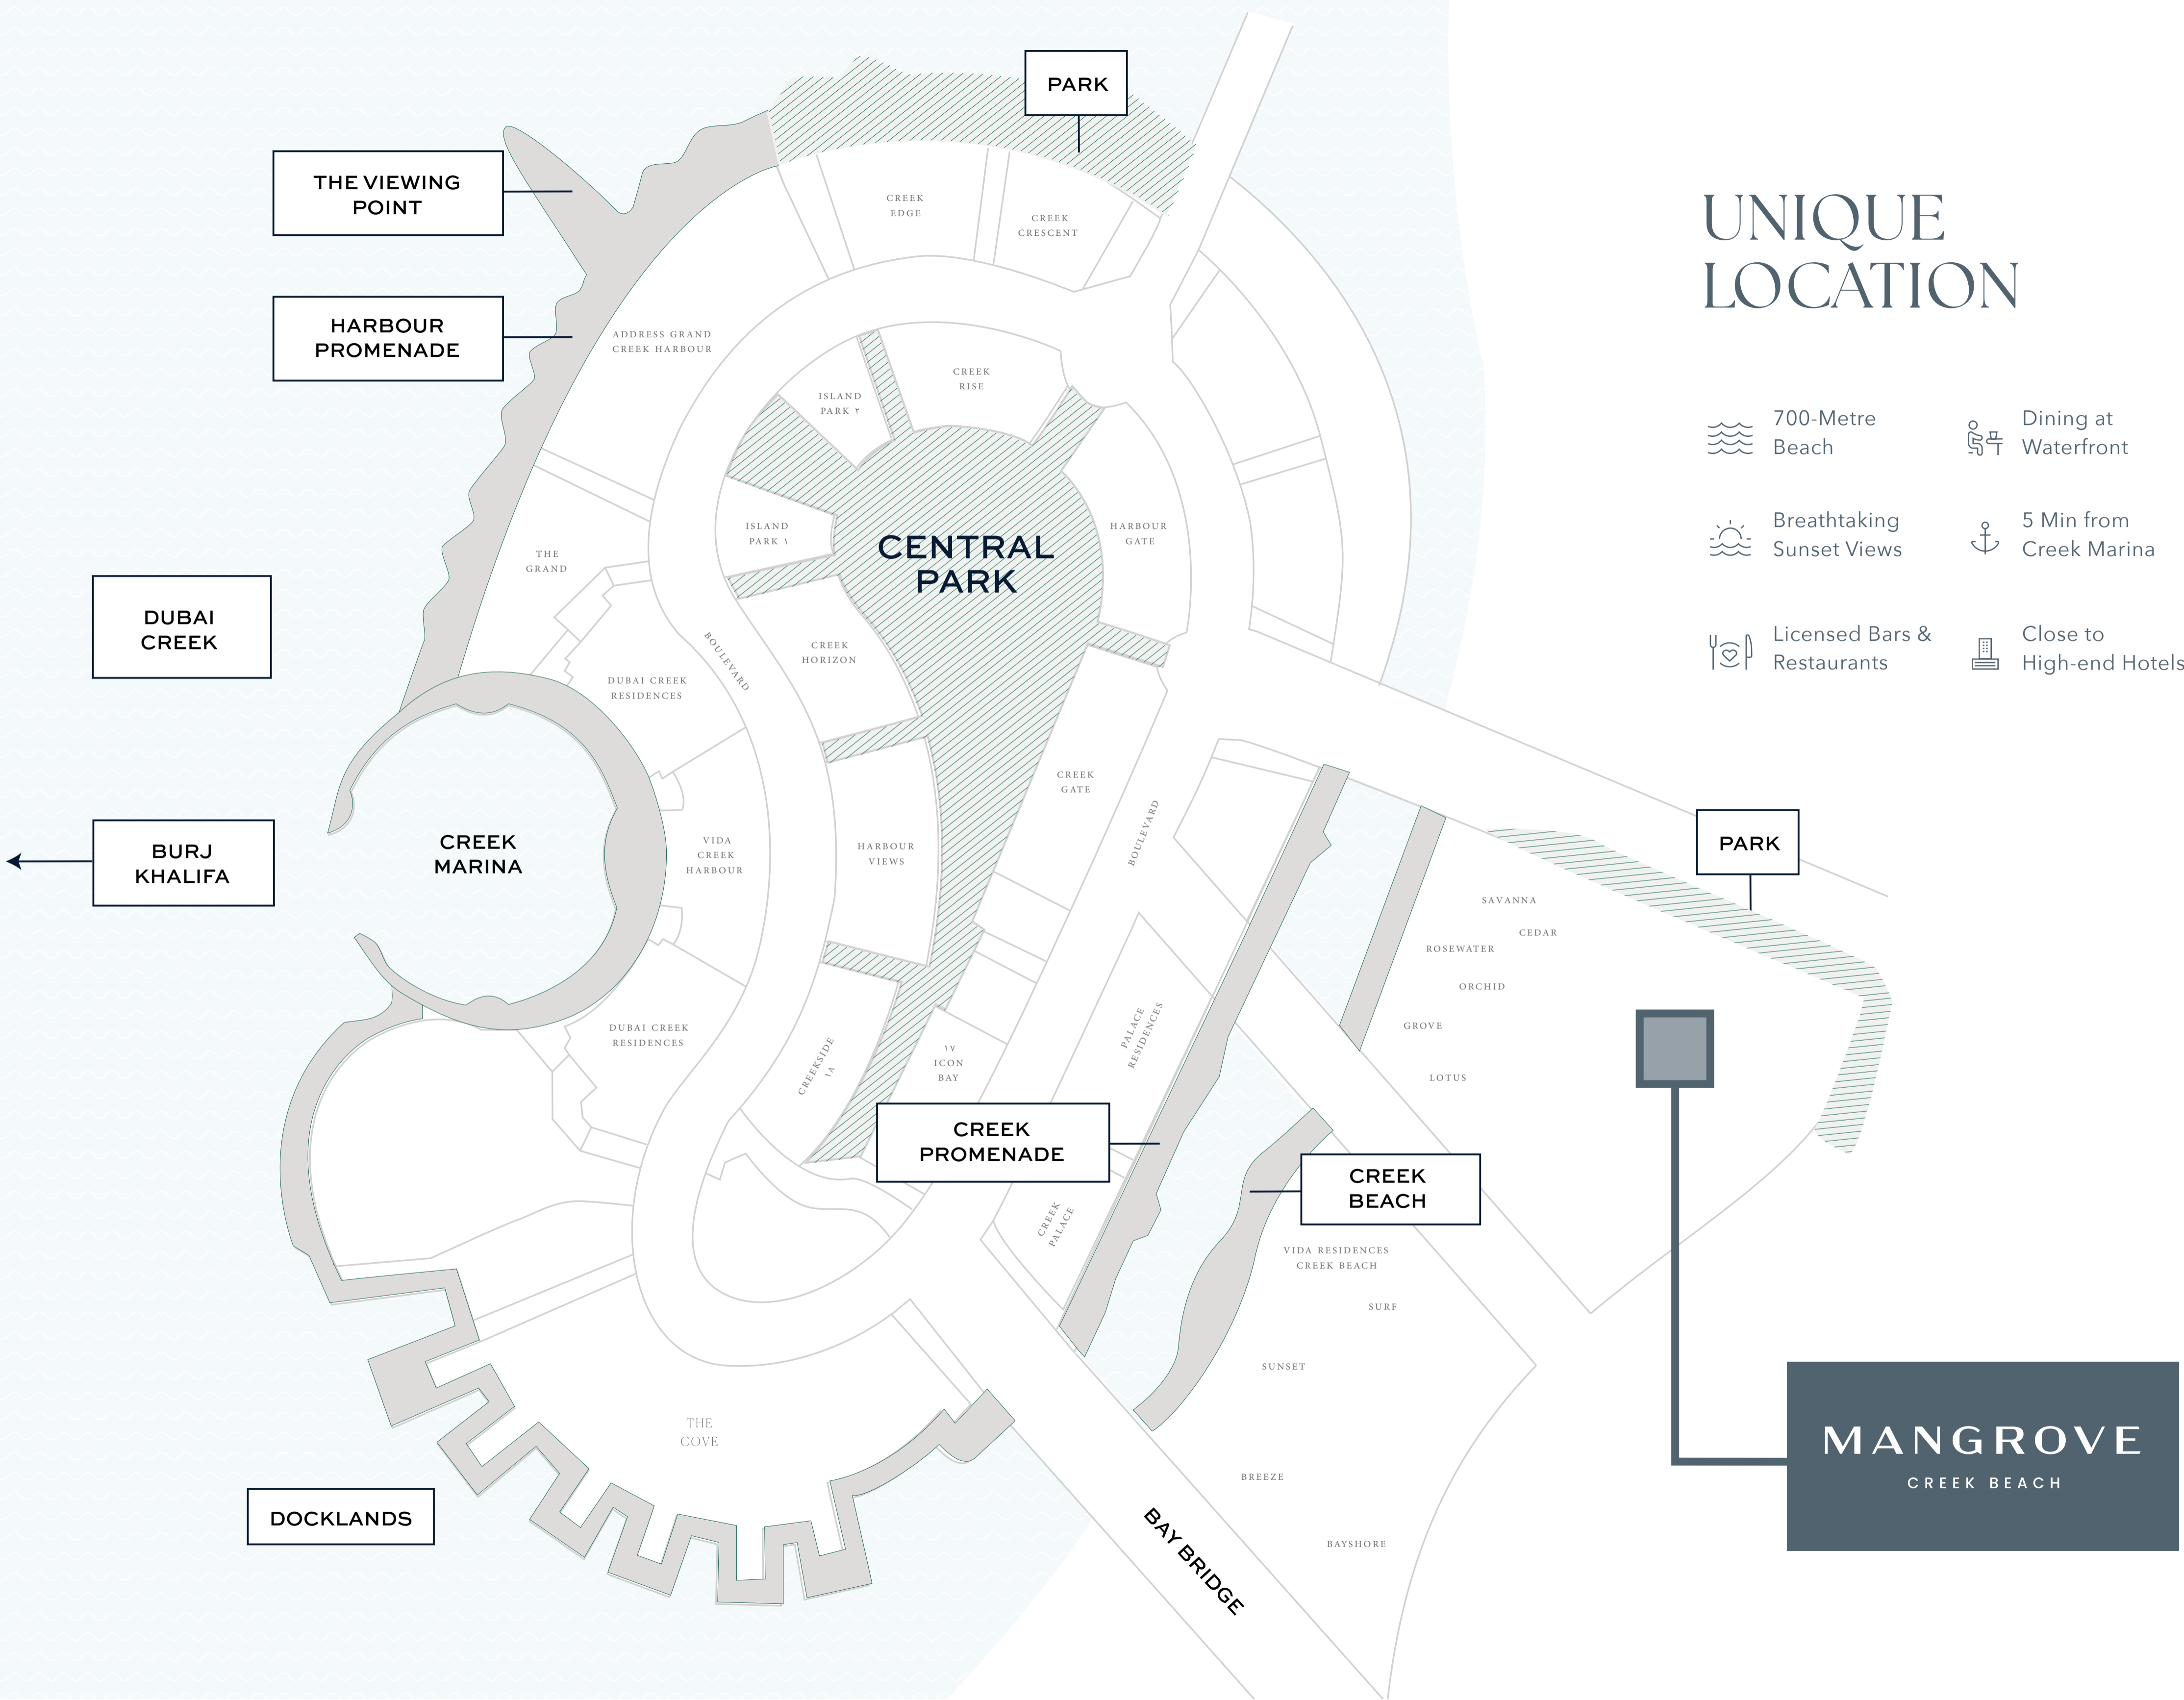 PARK
THE VIEWING
POINT
HARBOUR
PROMENADE
DUBAI
CREEK
BURJ
KHALIFA
CREEK
MARINA
CREEK
EDGE
CREEK
CRESCENT
ADDRESS GRAND
CREEK HARBOUR
CREEK
RISE
ISLAND
PARK ٢
ISLAND
PARK ١
CENTRAL
PARK
HARBOUR
GATE
THE
GRAND
BOULEVARD
CREEK
HORIZON
DUBAI CREEK
RESIDENCES
VIDA
CREEK
HARBOUR
HARBOUR
VIEWS
CREEK
GATE
BOULEVARD
DUBAI CREEK
RESIDENCES
CREEKSIDE
١٨
١٧
ICON
BAY
PALACE
RESIDENCES
CREEK
PROMENADE
CREEK
PALACE
CREEK
BEACH
THE
COVE
DOCKLANDS
BAY BRIDGE
VIDA RESIDENCES
CREEK BEACH
SURF
SUNSET
BREEZE
BAYSHORE
SAVANNA
CEDAR
ROSEWATER
ORCHID
GROVE
LOTUS
PARK
UNIQUE
LOCATION
700-Metre
Beach
Dining at
Waterfront
Breathtaking
Sunset Views
5 Min from
Creek Marina
Licensed Bars &
Restaurants
Close to
High-end Hotels
MANGROVE
CREEK BEACH